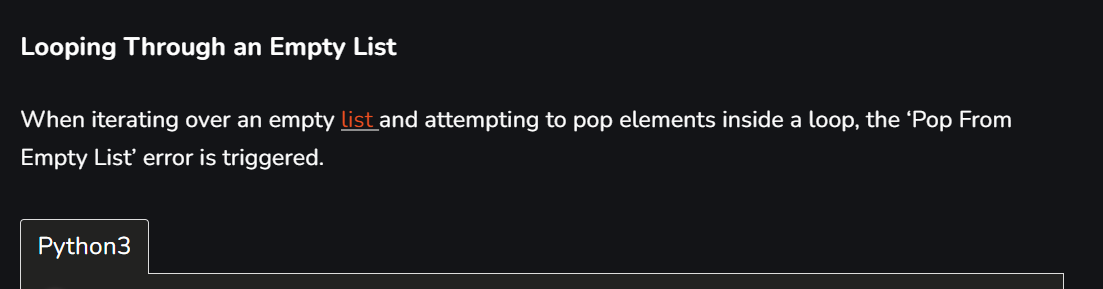 Looping Through an Empty List
When iterating over an empty list and attempting to pop elements inside a loop, the ‘Pop From
Empty List’ error is triggered.
Python3